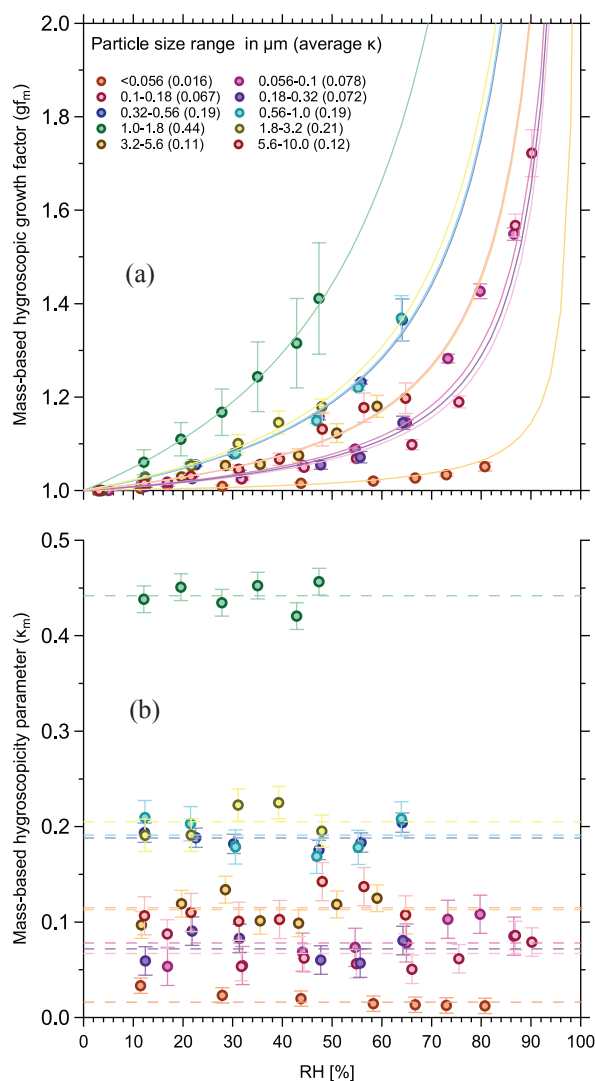 2.0
Particle size range in μm (average κ)
<0.056 (0.016) 0.056-0.1 (0.078)
0.1-0.18 (0.067) 0.18-0.32 (0.072)
0.32-0.56 (0.19) 0.56-1.0 (0.19)
1.0-1.8 (0.44) 1.8-3.2 (0.21)
3.2-5.6 (0.11) 5.6-10.0 (0.12)
1.8
1.6
(a)
1.4
1.2
1.0
Mass-based hygroscopic growth factor (gfm)
0.5
0.4
0.3
(b)
0.2
0.1
0.0
Mass-based hygroscopicity parameter (κm)
0 10 20 30 40 50 60 70 80 90 100
RH [%]